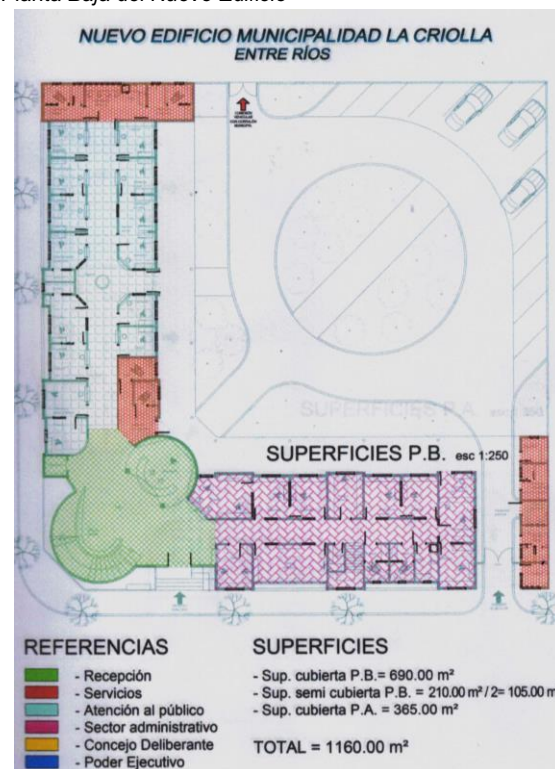 Planta Baja del Nuevo Edificio
NUEVO EDIFICIO MUNICIPALIDAD LA CRIOLLA
ENTRE RÍOS
SUPERFICIES P.A.
SUPERFICIES P.B. esc 1:250
REFERENCIAS
- Recepción
- Servicios
- Atención al público
- Sector administrativo
- Concejo Deliberante
- Poder Ejecutivo
SUPERFICIES
- Sup. cubierta P.B.= 690.00 m²
- Sup. semi cubierta P.B. = 210.00 m² / 2= 105.00 m
- Sup. cubierta P.A. = 365.00 m²
TOTAL = 1160.00 m²